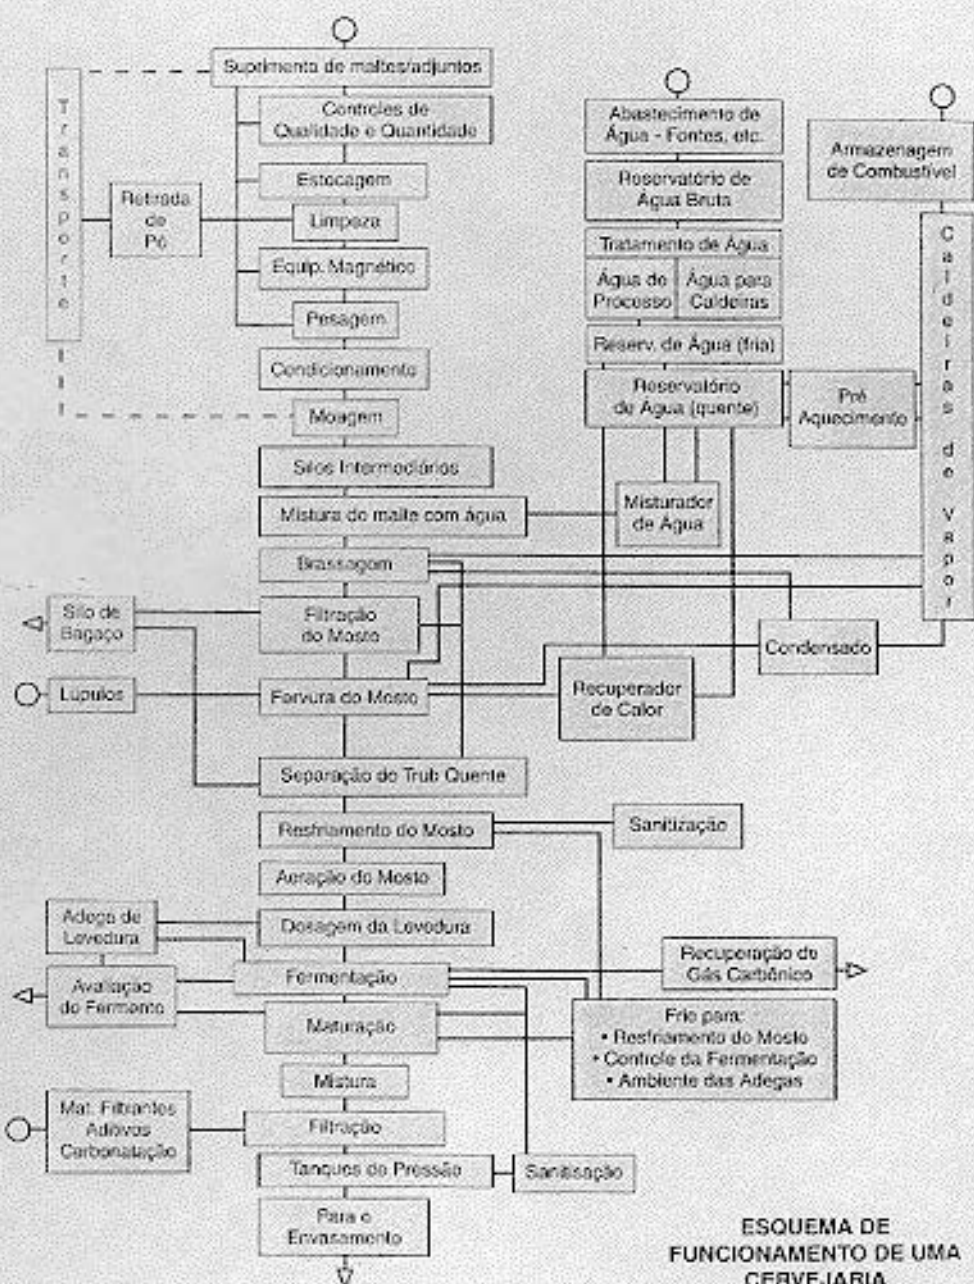 Suprimento de maltes/adjuntos
Transporte
Controles de
Qualidade e Quantidade
Estocagem
Retirada
de
Pó
Limpeza
Equip. Magnético
Pesagem
Condicionamento
Moagem
Silos Intermediários
Mistura do malte com água
Brassagem
Silo de
Bagaço
Filtração
do Mosto
Lúpulos
Fervura do Mosto
Separação do Trub Quente
Resfriamento do Mosto
Sanitização
Aeração do Mosto
Adega de
Levedura
Dosagem da Levedura
Avaliação
do Fermento
Fermentação
Maturação
Mistura
Mat. Filtrantes
Aditivos
Carbonatação
Filtração
Tanques de Pressão
Sanitisação
Para o
Envasamento
Abastecimento de
Água - Fontes, etc.
Reservatório de
Água Bruta
Tratamento de Água
Água de
Processo
Água para
Caldeiras
Reserv. de Água (fria)
Reservatório
de Água (quente)
Pré
Aquecimento
Misturador
de Água
Armazenagem
de Combustível
Caldeiras de Vapor
Condensado
Recuperador
de Calor
Recuperação de
Gás Carbônico
Frio para:
• Resfriamento do Mosto
• Controle da Fermentação
• Ambiente das Adegas
ESQUEMA DE
FUNCIONAMENTO DE UMA
CERVEJARIA